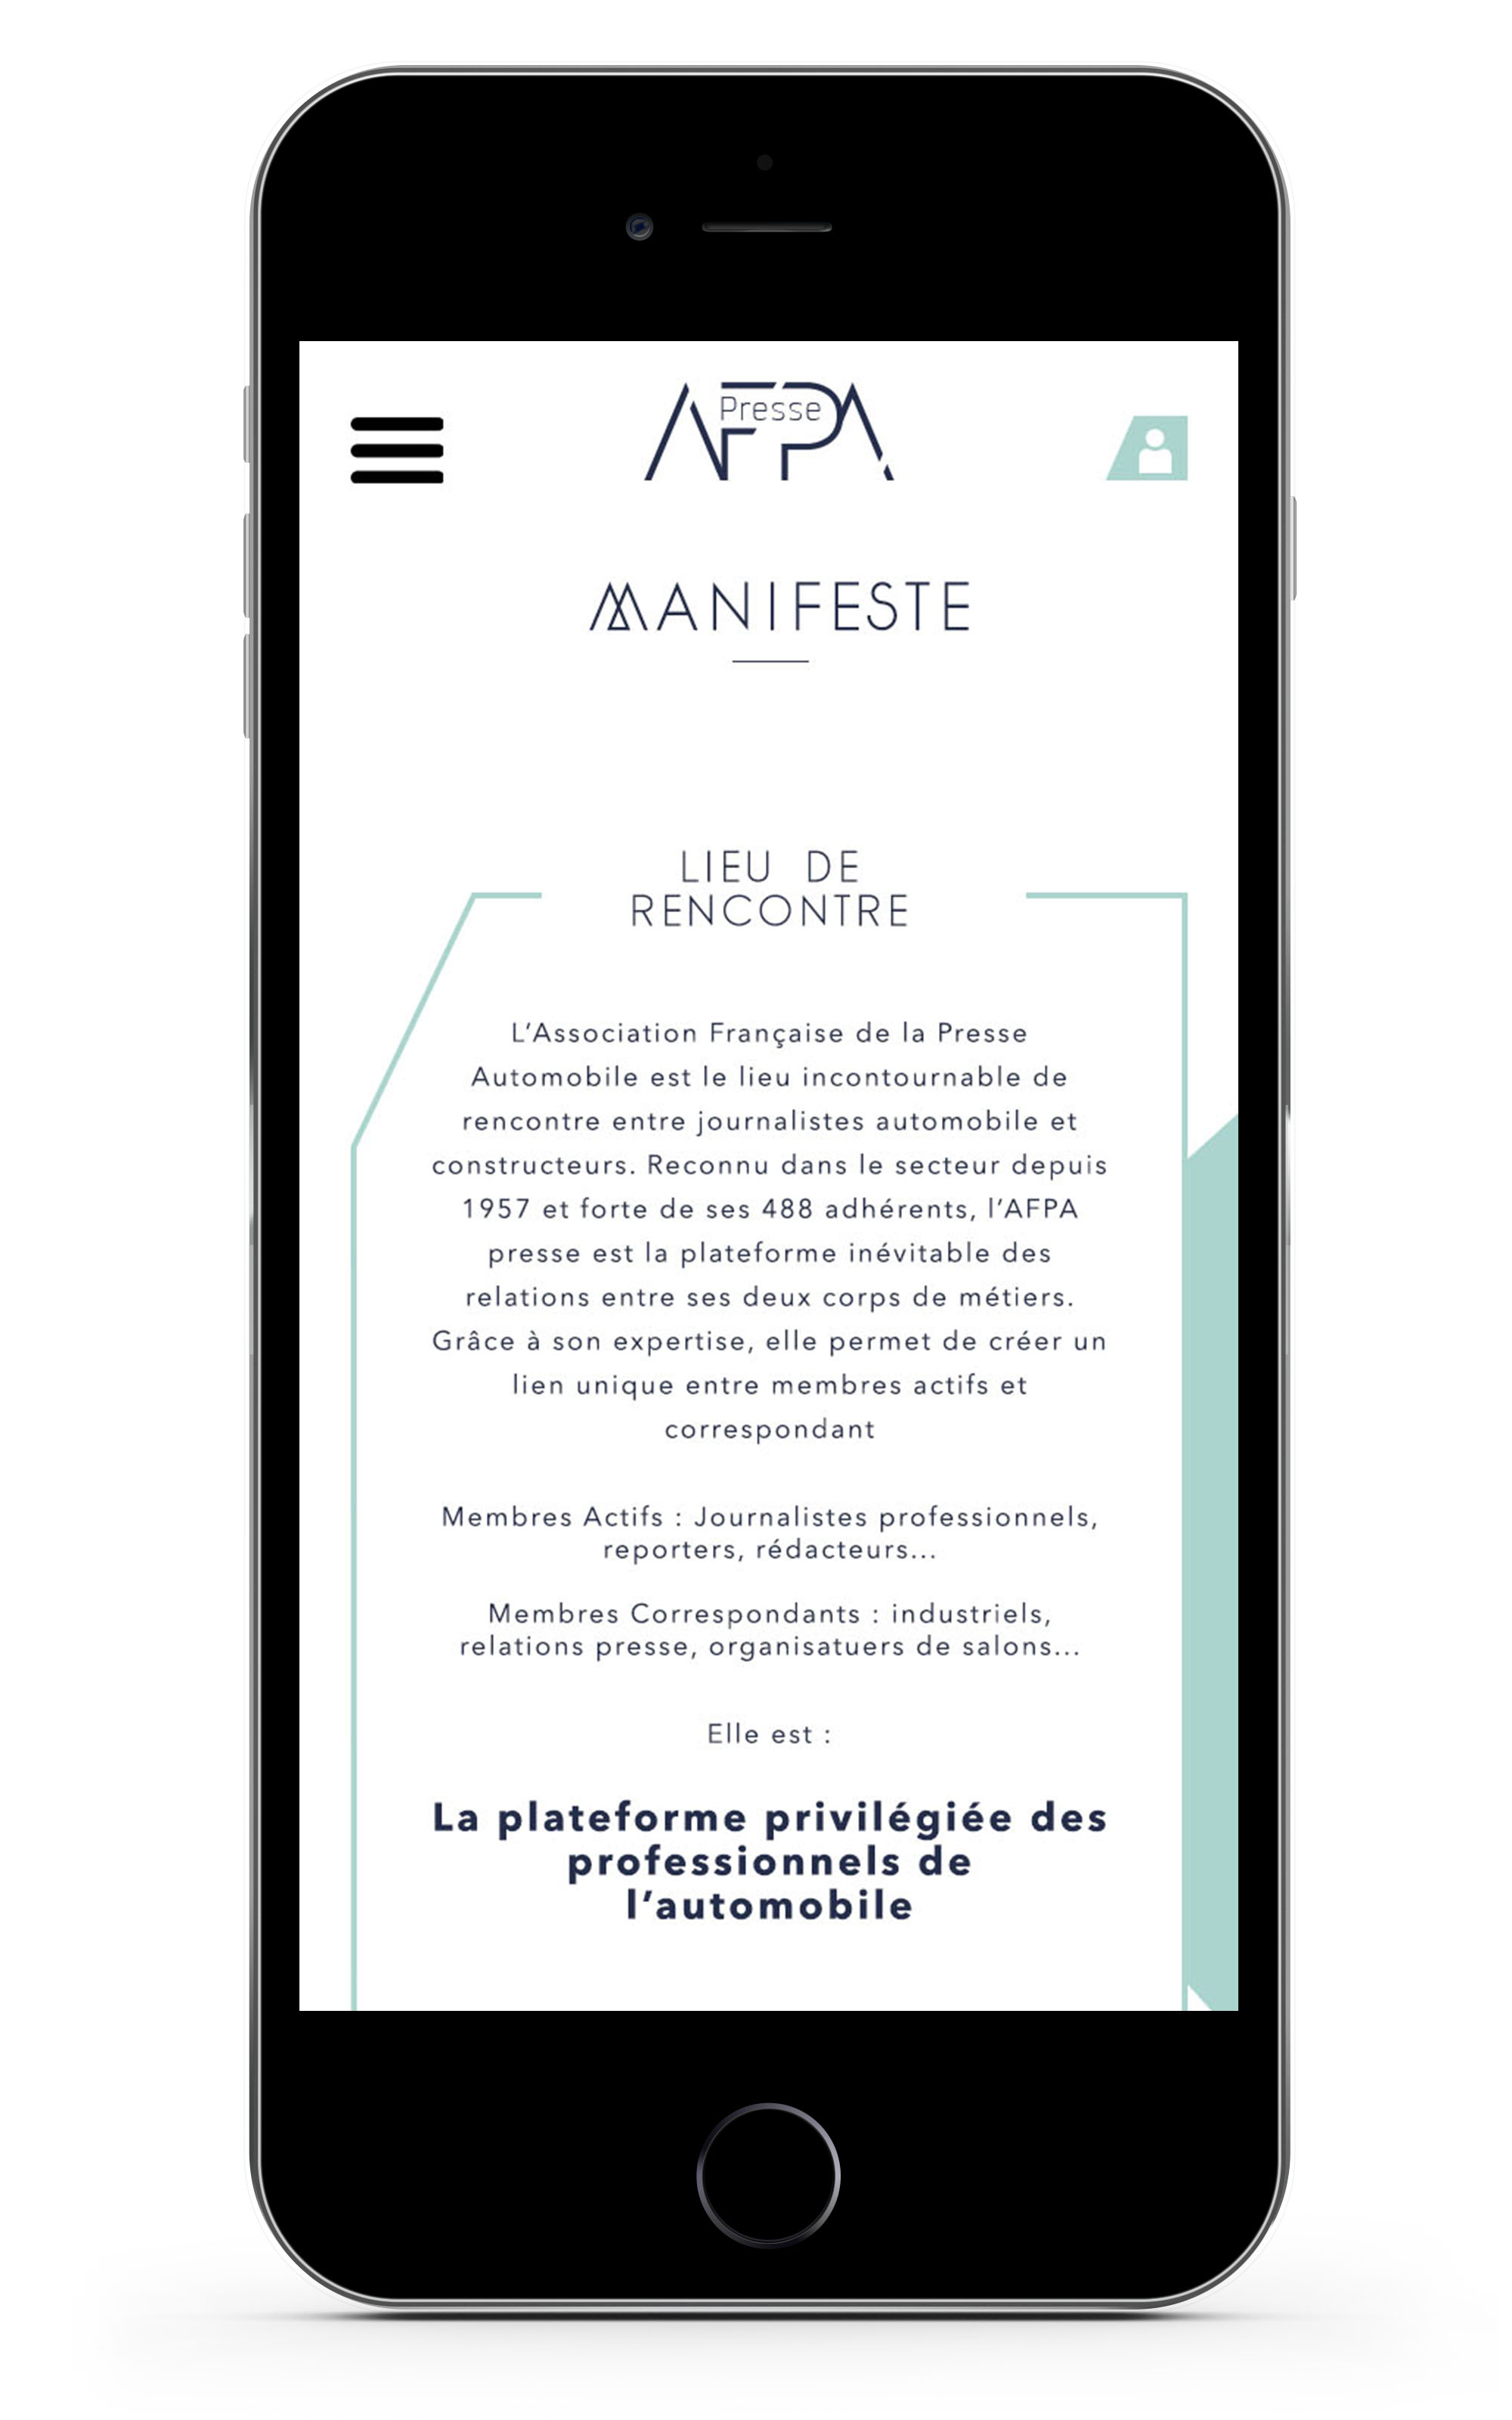 AFPA
Presse
MANIFESTE
LIEU DE
RENCONTRE
L’Association Française de la Presse
Automobile est le lieu incontournable de
rencontre entre journalistes automobile et
constructeurs. Reconnu dans le secteur depuis
1957 et forte de ses 488 adhérents, l’AFPA
presse est la plateforme inévitable des
relations entre ses deux corps de métiers.
Grâce à son expertise, elle permet de créer un
lien unique entre membres actifs et
correspondant
Membres Actifs : Journalistes professionnels,
reporters, rédacteurs...
Membres Correspondants : industriels,
relations presse, organisatuers de salons...
Elle est :
La plateforme privilégiée des
professionnels de
l’automobile